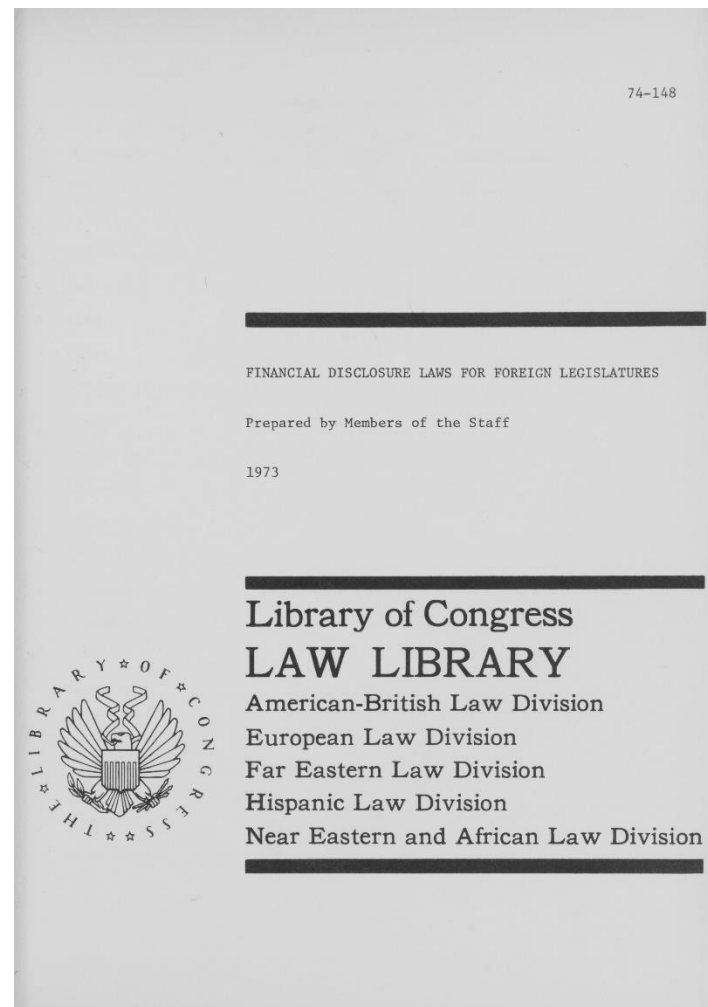 74-148
FINANCIAL DISCLOSURE LAWS FOR FOREIGN LEGISLATURES
Prepared by Members of the Staff
1973
Library of Congress
LAW LIBRARY
American-British Law Division
European Law Division
Far Eastern Law Division
Hispanic Law Division
Near Eastern and African Law Division
THE LIBRARY OF CONGRESS